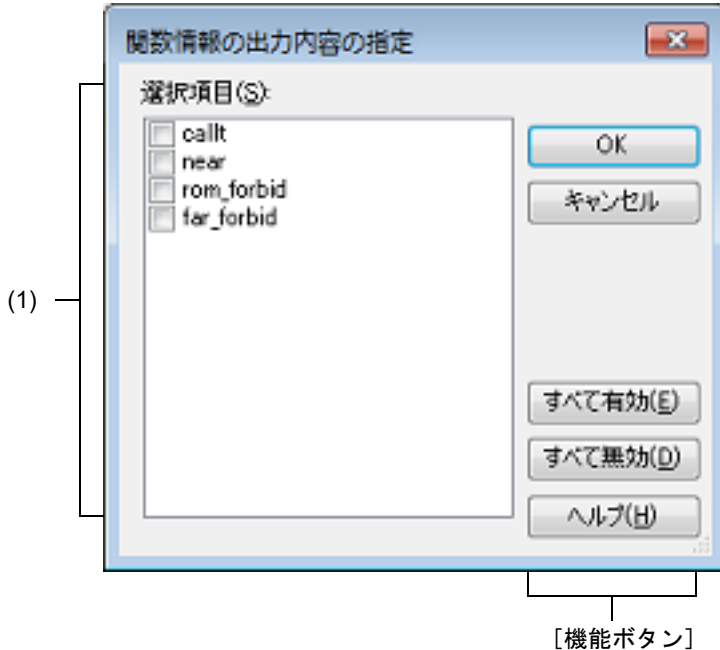 関数情報の出力内容の指定
選択項目(S):
callt
near
rom_forbid
far_forbid
OK
キャンセル
すべて有効(E)
すべて無効(D)
ヘルプ(H)
(1)
［機能ボタン］